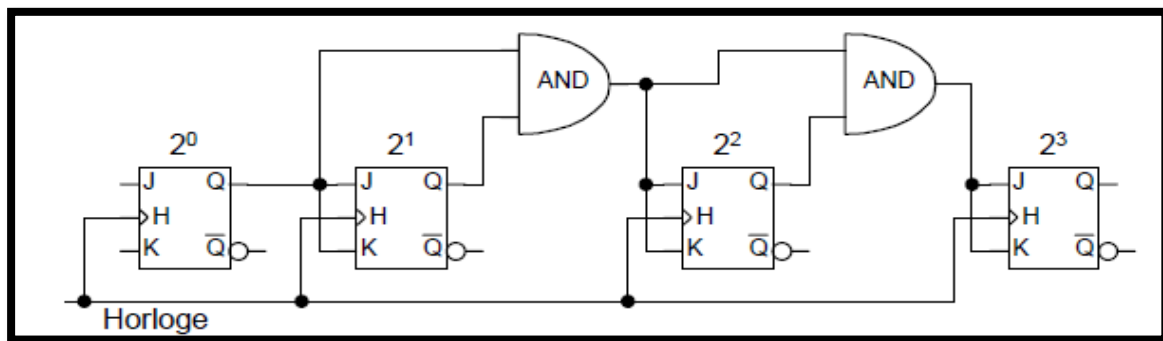 AND AND
2⁰ 2¹ 2² 2³
J Q J Q J Q J Q
H H H H
K Q̅ K Q̅ K Q̅ K Q̅
Horloge